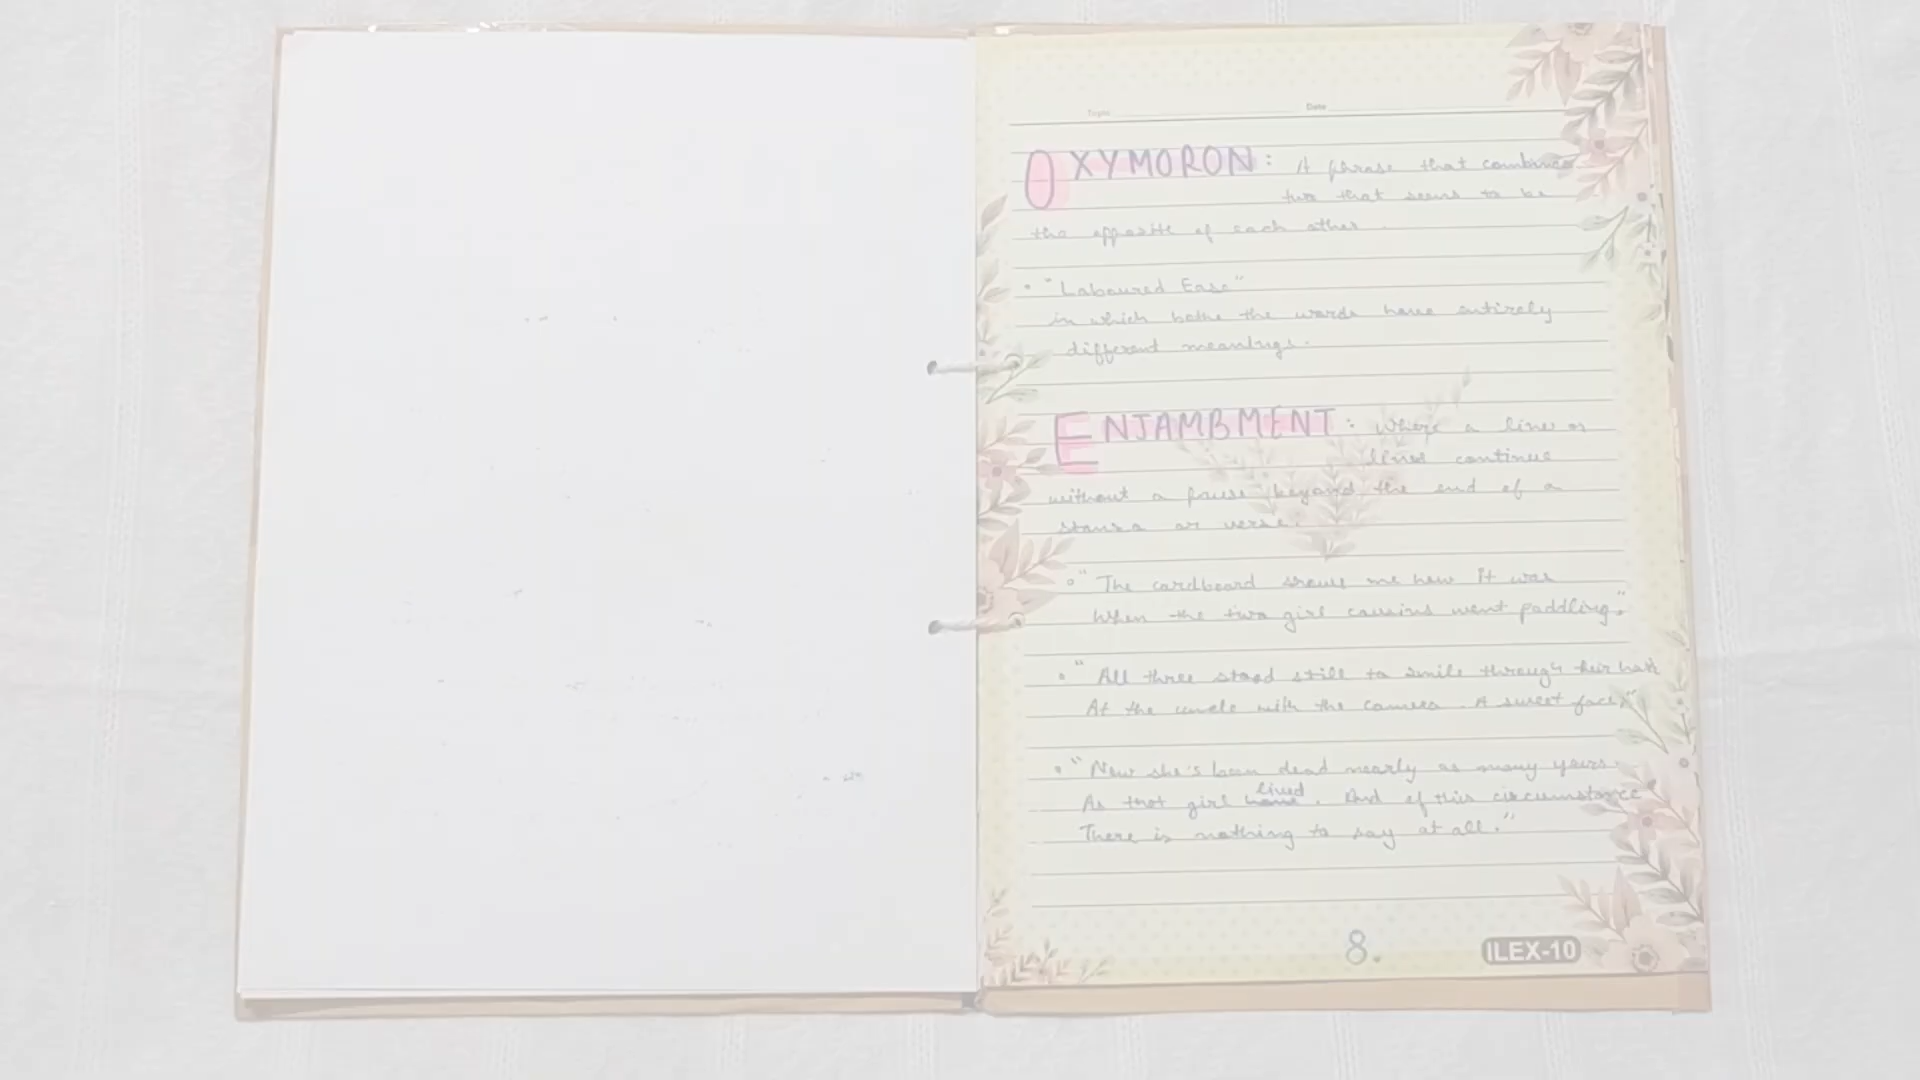 Topic Date
OXYMORON: A phrase that combines
two that seems to be
the opposite of each other.
• "Laboured Ease"
in which bothe the words have entirely
different meanings.
ENJAMBMENT: Where a line or
lines continue
without a pause beyond the end of a
stanza or verse.
• "The cardboard shows me how it was
When the two girl cousins went paddling."
• "All three stood still to smile through their hair
At the uncle with the camera. A sweet face,"
• "Now she's been dead nearly as many years
As that girl lived. And of this circumstance
There is nothing to say at all."
8.
ILEX-10